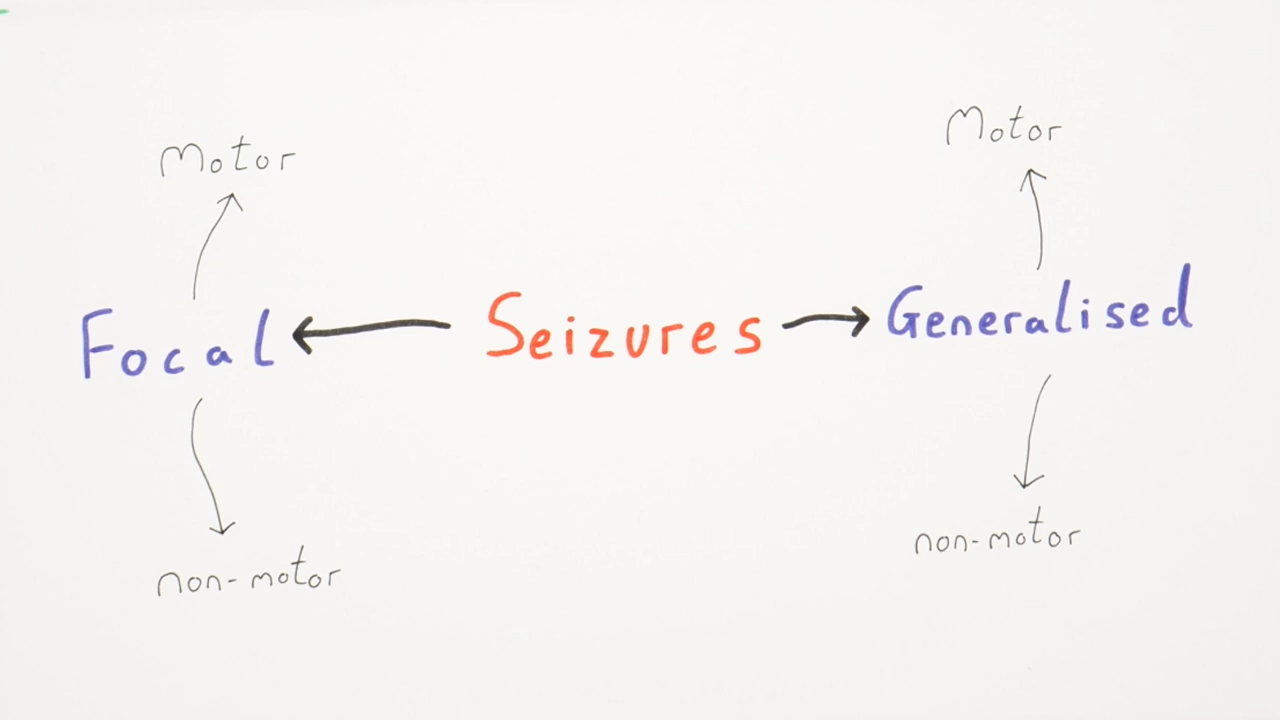 Motor
Motor
Focal
Seizures
Generalised
non-motor
non-motor